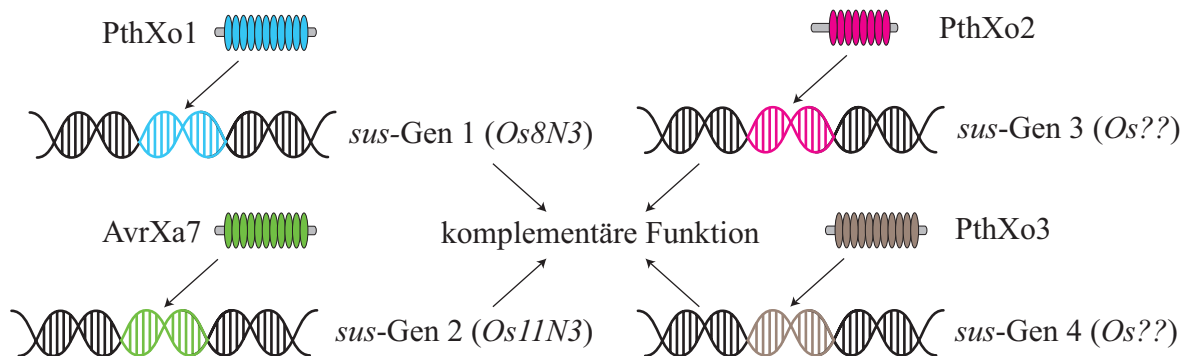 PthXo1
PthXo2
sus-Gen 1 (Os8N3)
sus-Gen 3 (Os??)
AvrXa7
komplementäre Funktion
PthXo3
sus-Gen 2 (Os11N3)
sus-Gen 4 (Os??)